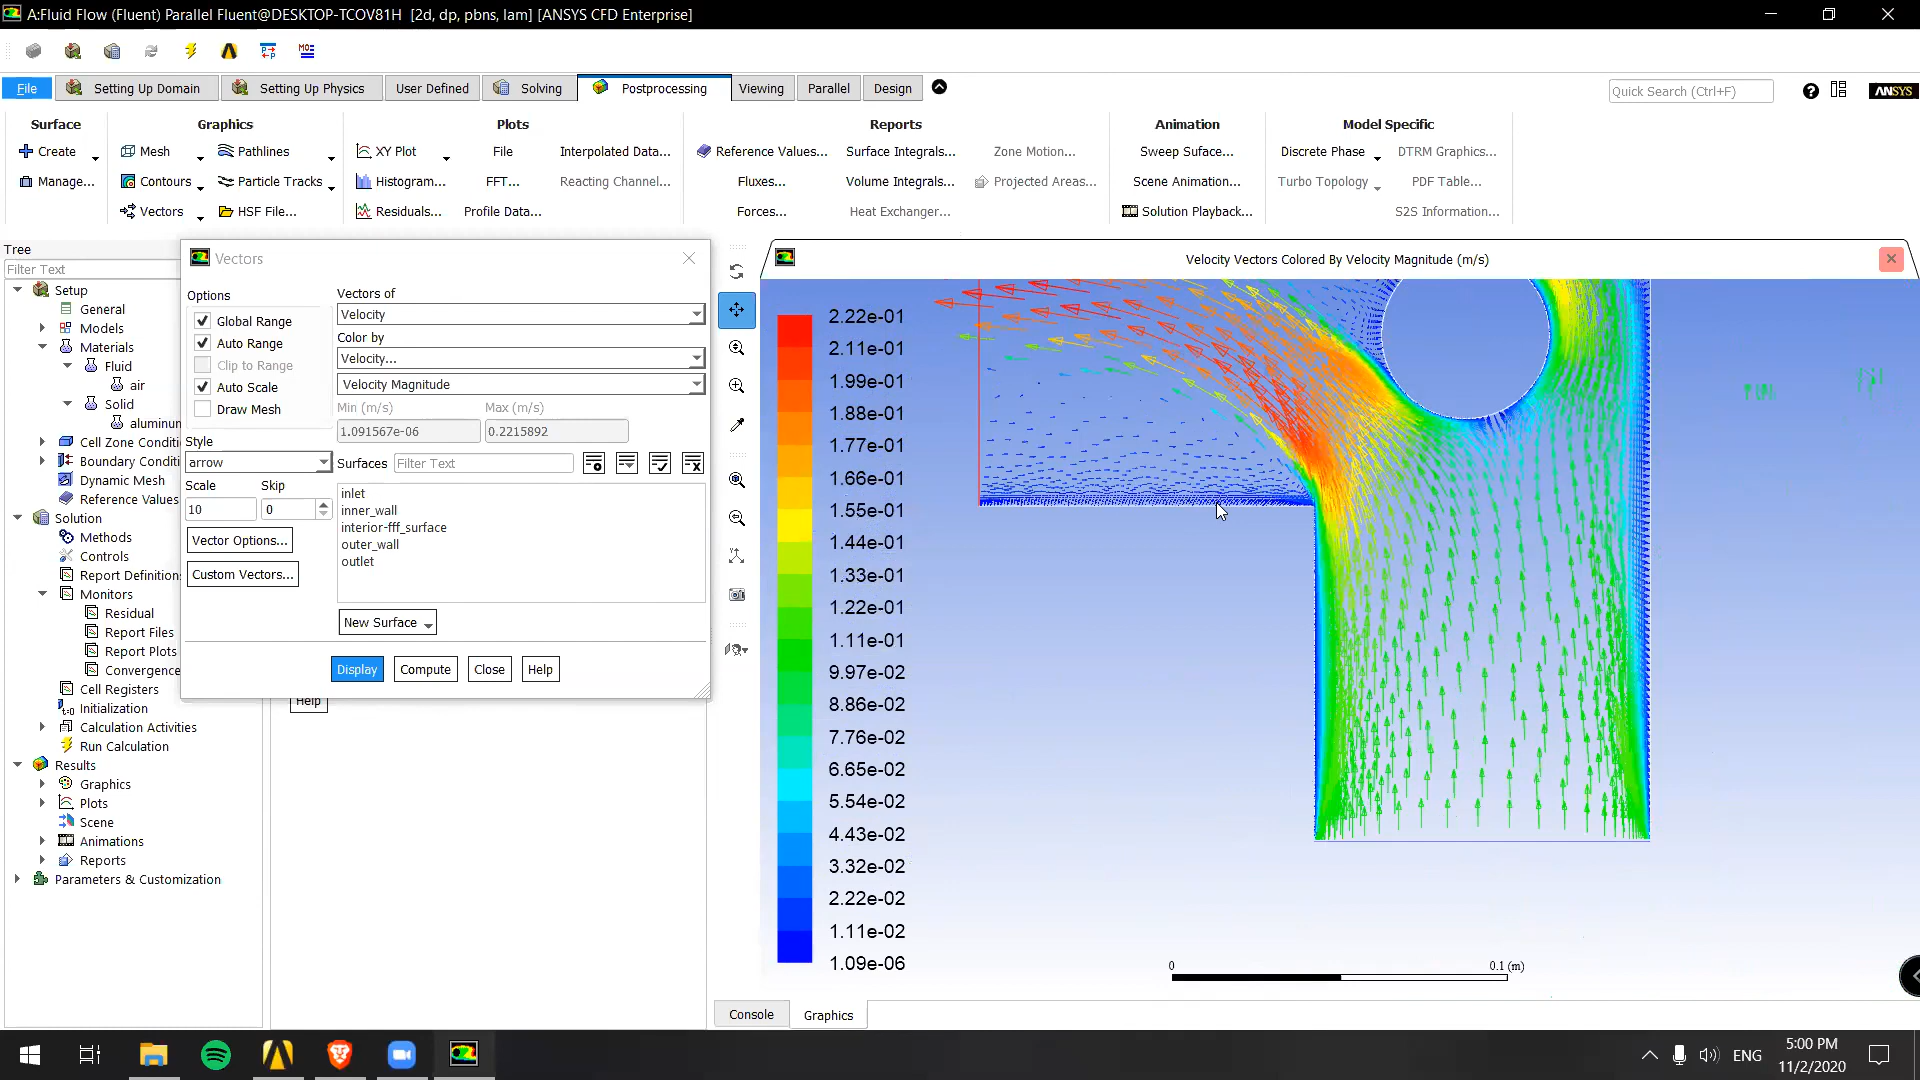 A:Fluid Flow (Fluent) Parallel Fluent@DESKTOP-TCOV81H [2d, dp, pbns, lam] [ANSYS CFD Enterprise]
File
Setting Up Domain
Setting Up Physics
User Defined
Solving
Postprocessing
Viewing
Parallel
Design
Quick Search (Ctrl+F)
ANSYS
Surface
Create
Manage...
Graphics
Mesh
Contours
Vectors
Pathlines
Particle Tracks
HSF File...
Plots
XY Plot
Histogram...
Residuals...
File
FFT...
Profile Data...
Interpolated Data...
Reacting Channel...
Reports
Reference Values...
Fluxes...
Forces...
Surface Integrals...
Volume Integrals...
Heat Exchanger...
Zone Motion...
Projected Areas...
Animation
Sweep Suface...
Scene Animation...
Solution Playback...
Model Specific
Discrete Phase
Turbo Topology
DTRM Graphics...
PDF Table...
S2S Information...
Tree
Filter Text
Setup
General
Models
Materials
Fluid
air
Solid
aluminum
Cell Zone Conditi
Boundary Conditi
Dynamic Mesh
Reference Values
Solution
Methods
Controls
Report Definition
Monitors
Residual
Report Files
Report Plots
Convergence
Cell Registers
Initialization
Calculation Activities
Run Calculation
Results
Graphics
Plots
Scene
Animations
Reports
Parameters & Customization
Vectors
Options
Global Range
Auto Range
Clip to Range
Auto Scale
Draw Mesh
Style
arrow
Scale
Skip
10
0
Vector Options...
Custom Vectors...
Vectors of
Velocity
Color by
Velocity...
Velocity Magnitude
Min (m/s)
Max (m/s)
1.091567e-06
0.2215892
Surfaces
Filter Text
inlet
inner_wall
interior-fff_surface
outer_wall
outlet
New Surface
Display
Compute
Close
Help
Help
Velocity Vectors Colored By Velocity Magnitude (m/s)
2.22e-01
2.11e-01
1.99e-01
1.88e-01
1.77e-01
1.66e-01
1.55e-01
1.44e-01
1.33e-01
1.22e-01
1.11e-01
9.97e-02
8.86e-02
7.76e-02
6.65e-02
5.54e-02
4.43e-02
3.32e-02
2.22e-02
1.11e-02
1.09e-06
0
0.1 (m)
Console
Graphics
ENG
5:00 PM
11/2/2020